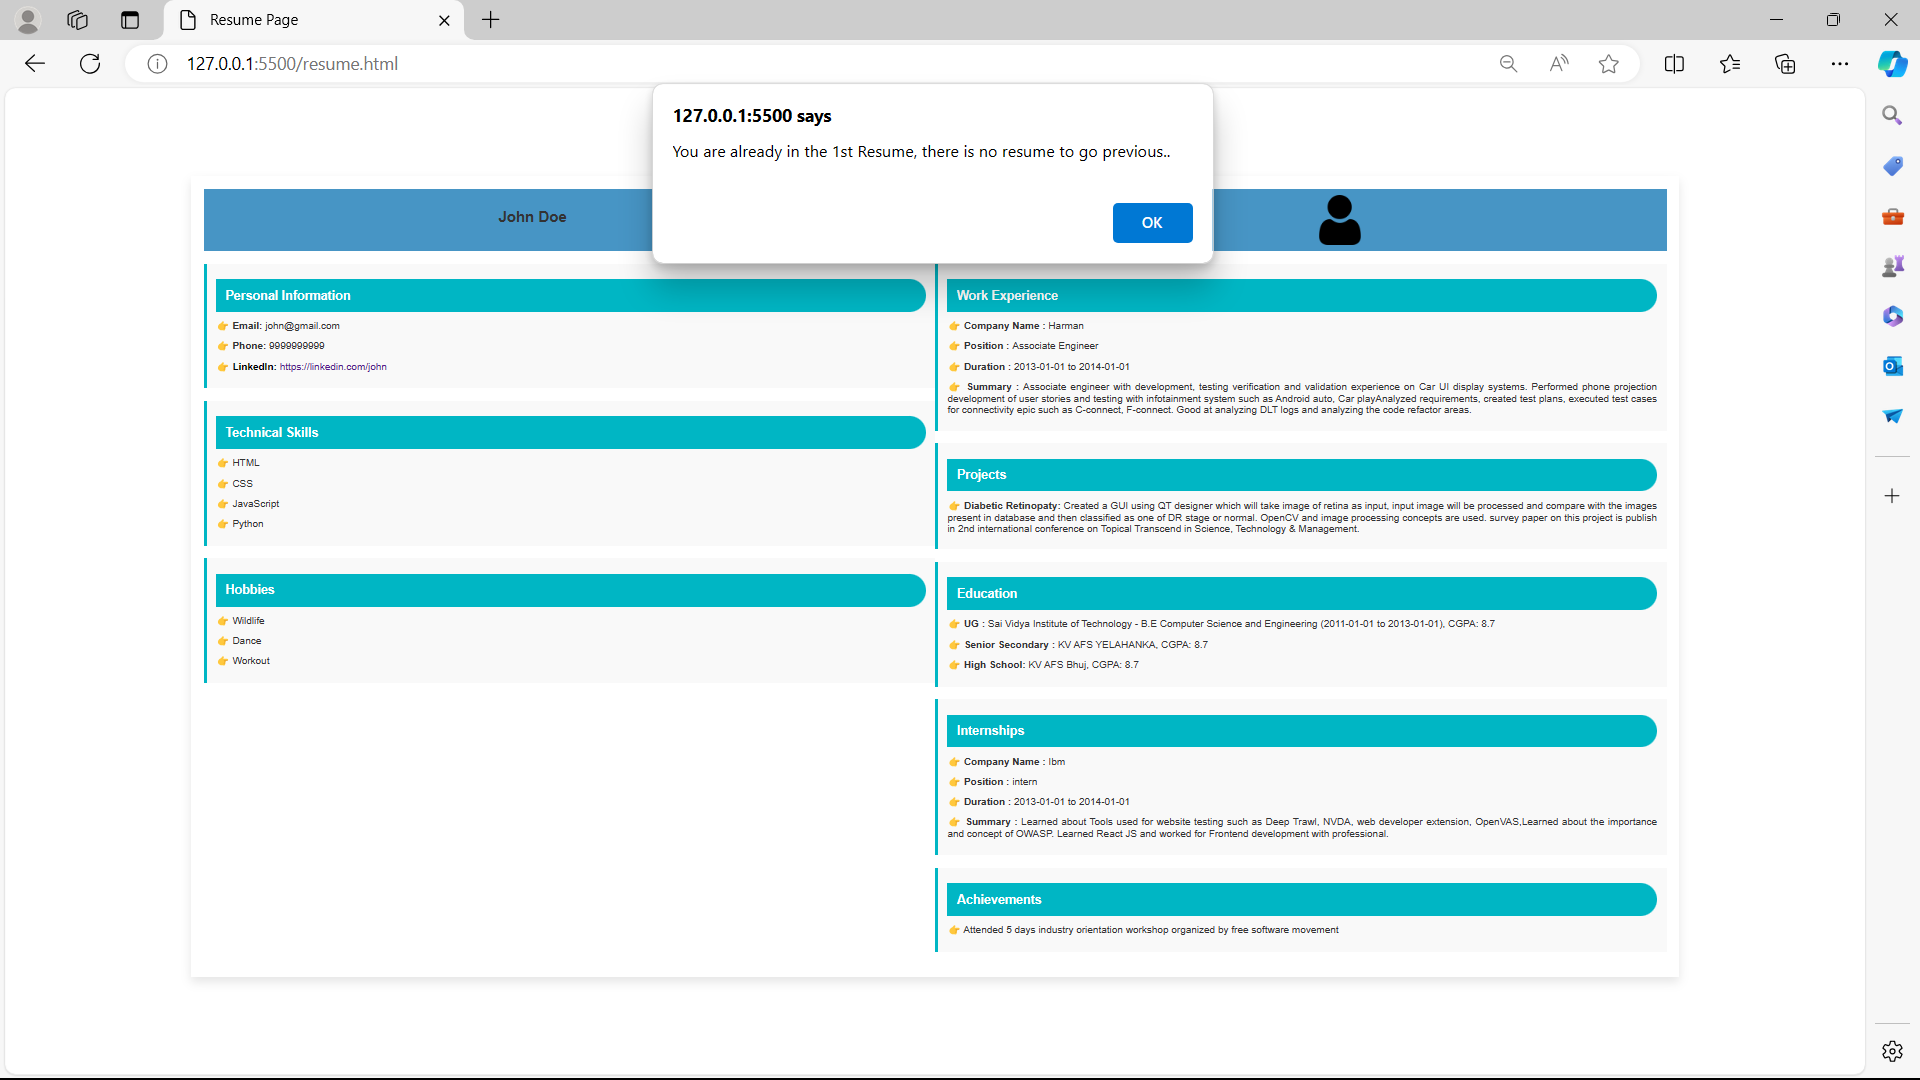 Resume Page
127.0.0.1:5500/resume.html
127.0.0.1:5500 says
You are already in the 1st Resume, there is no resume to go previous..
OK
John Doe
Personal Information
👉 Email: john@gmail.com
👉 Phone: 9999999999
👉 LinkedIn: https://linkedin.com/john
Technical Skills
👉 HTML
👉 CSS
👉 JavaScript
👉 Python
Hobbies
👉 Wildlife
👉 Dance
👉 Workout
Work Experience
👉 Company Name : Harman
👉 Position : Associate Engineer
👉 Duration : 2013-01-01 to 2014-01-01
👉 Summary : Associate engineer with development, testing verification and validation experience on Car UI display systems. Performed phone projection
development of user stories and testing with infotainment system such as Android auto, Car playAnalyzed requirements, created test plans, executed test cases
for connectivity epic such as C-connect, F-connect. Good at analyzing DLT logs and analyzing the code refactor areas.
Projects
👉 Diabetic Retinopaty: Created a GUI using QT designer which will take image of retina as input, input image will be processed and compare with the images
present in database and then classified as one of DR stage or normal. OpenCV and image processing concepts are used. survey paper on this project is publish
in 2nd international conference on Topical Transcend in Science, Technology & Management.
Education
👉 UG : Sai Vidya Institute of Technology - B.E Computer Science and Engineering (2011-01-01 to 2013-01-01), CGPA: 8.7
👉 Senior Secondary : KV AFS YELAHANKA, CGPA: 8.7
👉 High School: KV AFS Bhuj, CGPA: 8.7
Internships
👉 Company Name : Ibm
👉 Position : intern
👉 Duration : 2013-01-01 to 2014-01-01
👉 Summary : Learned about Tools used for website testing such as Deep Trawl, NVDA, web developer extension, OpenVAS,Learned about the importance
and concept of OWASP. Learned React JS and worked for Frontend development with professional.
Achievements
👉 Attended 5 days industry orientation workshop organized by free software movement